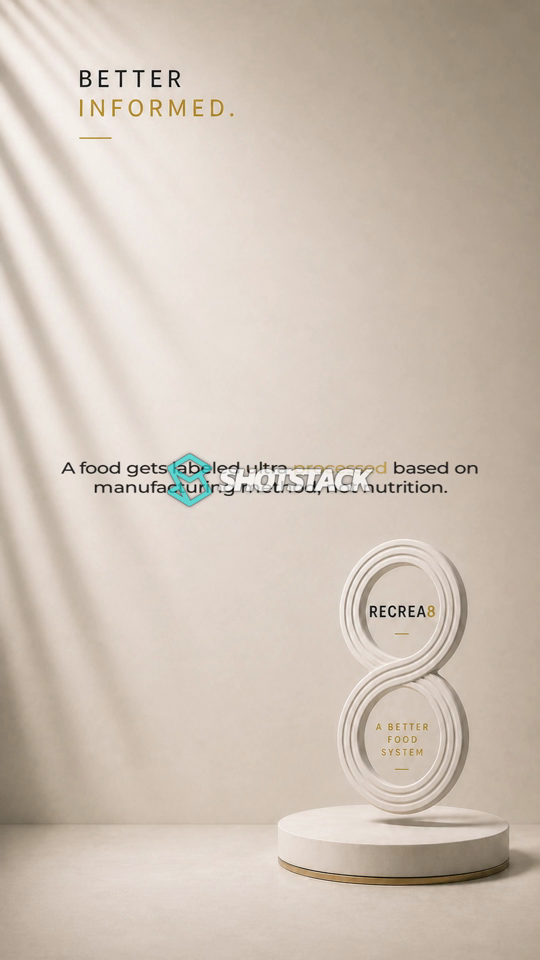 BETTER
INFORMED.
A food gets labeled ultra-processed based on
manufacturing method, not nutrition.
SHOTSTACK
RECREA8
A BETTER
FOOD
SYSTEM